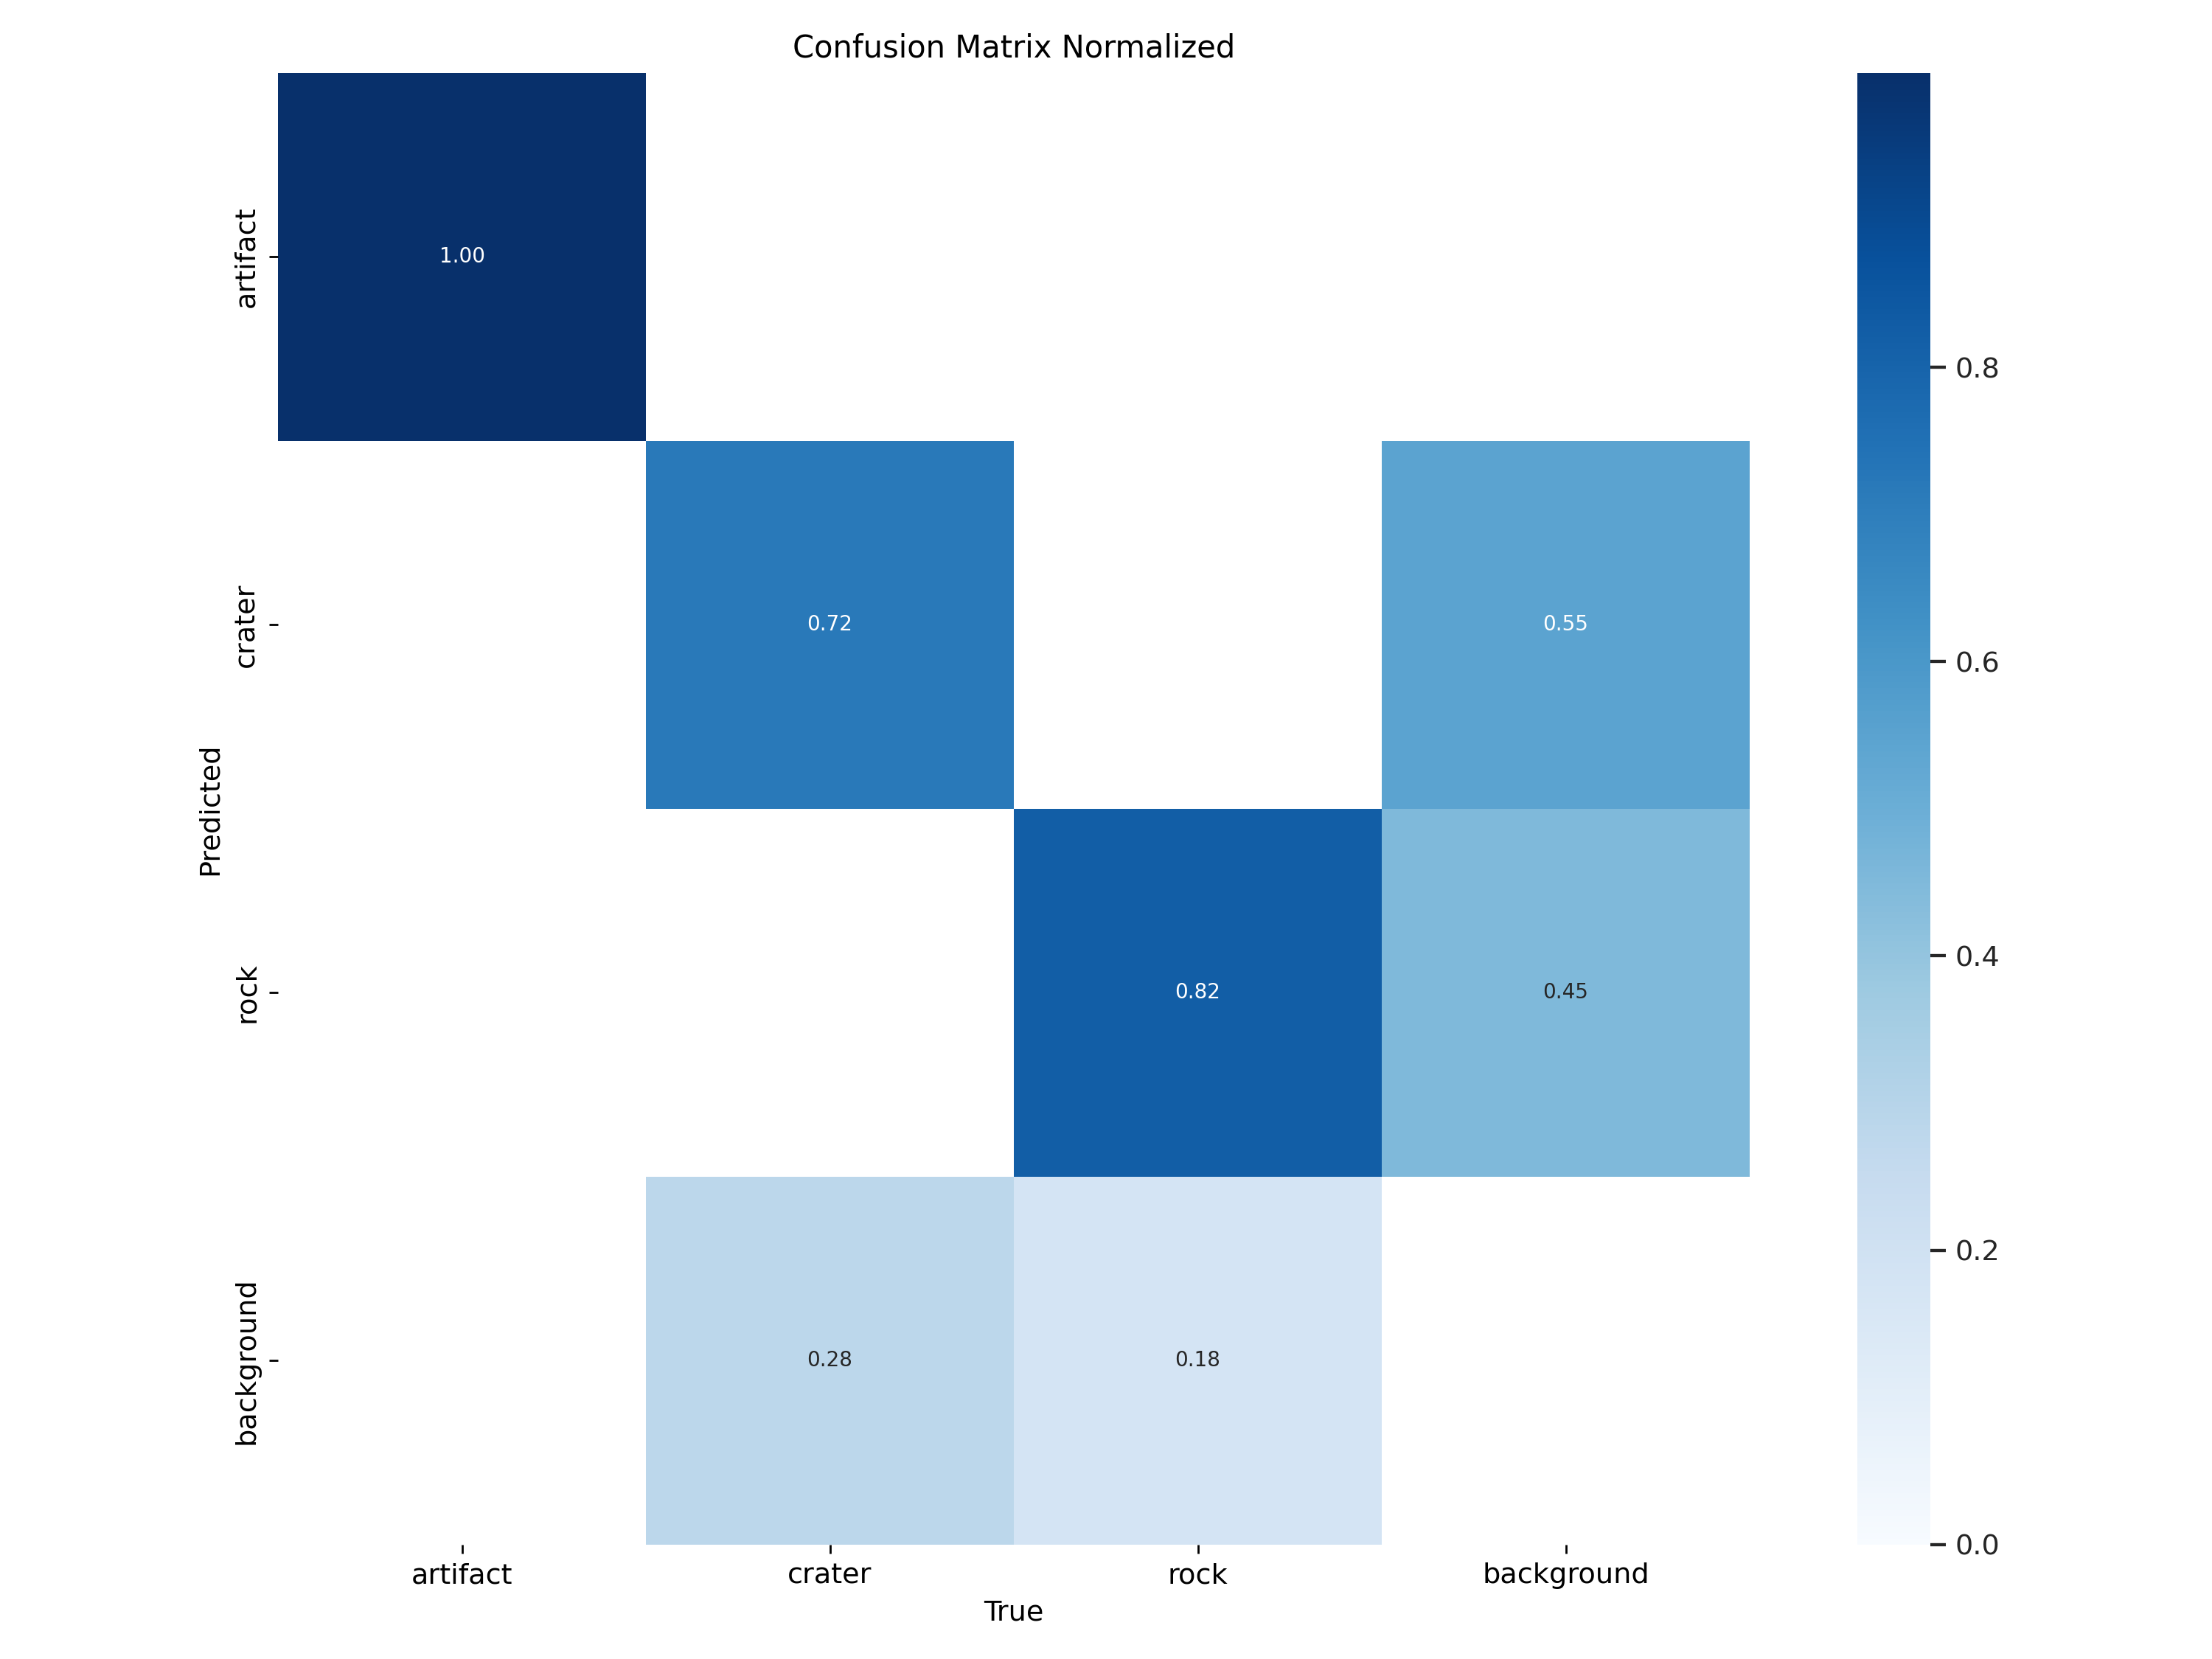 Confusion Matrix Normalized
artifact
1.00
crater
0.72
0.55
0.8
0.6
Predicted
rock
0.82
0.45
0.4
background
0.28
0.18
0.2
0.0
artifact
crater
rock
background
True